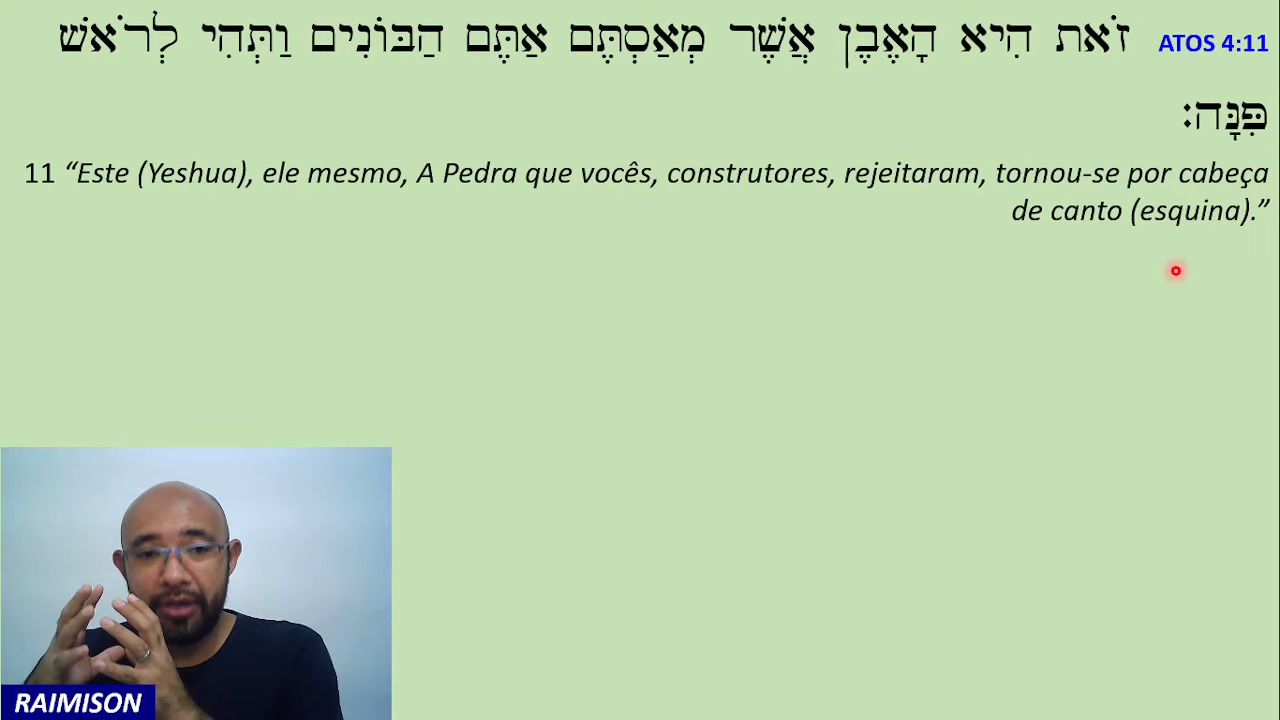 ATOS 4:11 זֹאת הִיא הָאֶבֶן אֲשֶׁר מְאַסְתֶּם אַתֶּם הַבּוֹנִים וַתְּהִי לְרֹאשׁ
פִּנָּה׃
11 “Este (Yeshua), ele mesmo, A Pedra que vocês, construtores, rejeitaram, tornou-se por cabeça
de canto (esquina).”
RAIMISON